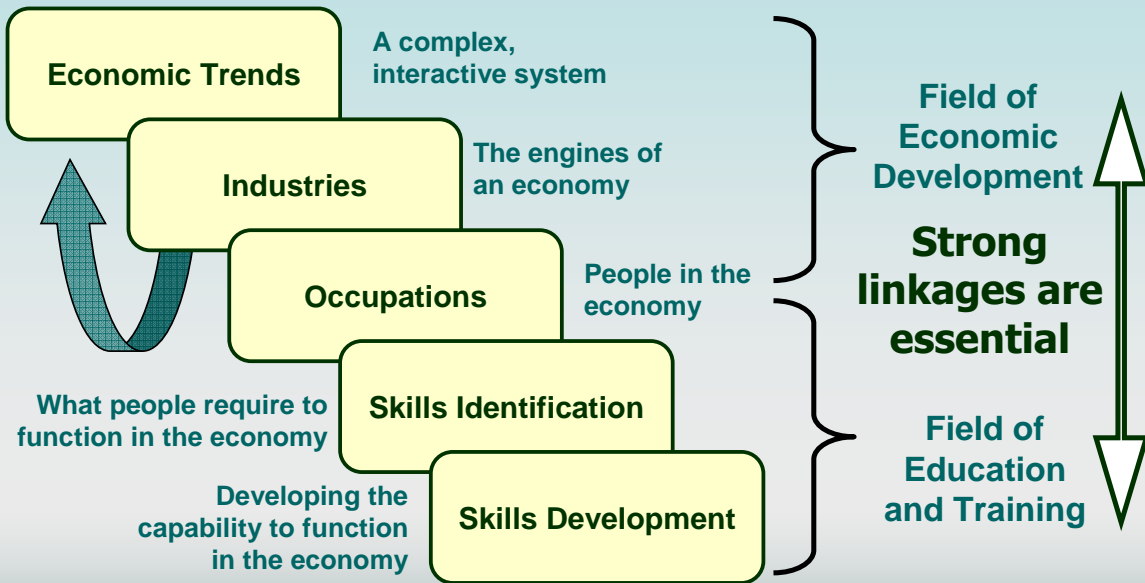 Economic Trends
A complex,
interactive system
Industries
The engines of
an economy
Occupations
People in the
economy
What people require to
function in the economy
Skills Identification
Developing the
capability to function
in the economy
Skills Development
Field of
Economic
Development
Strong
linkages are
essential
Field of
Education
and Training